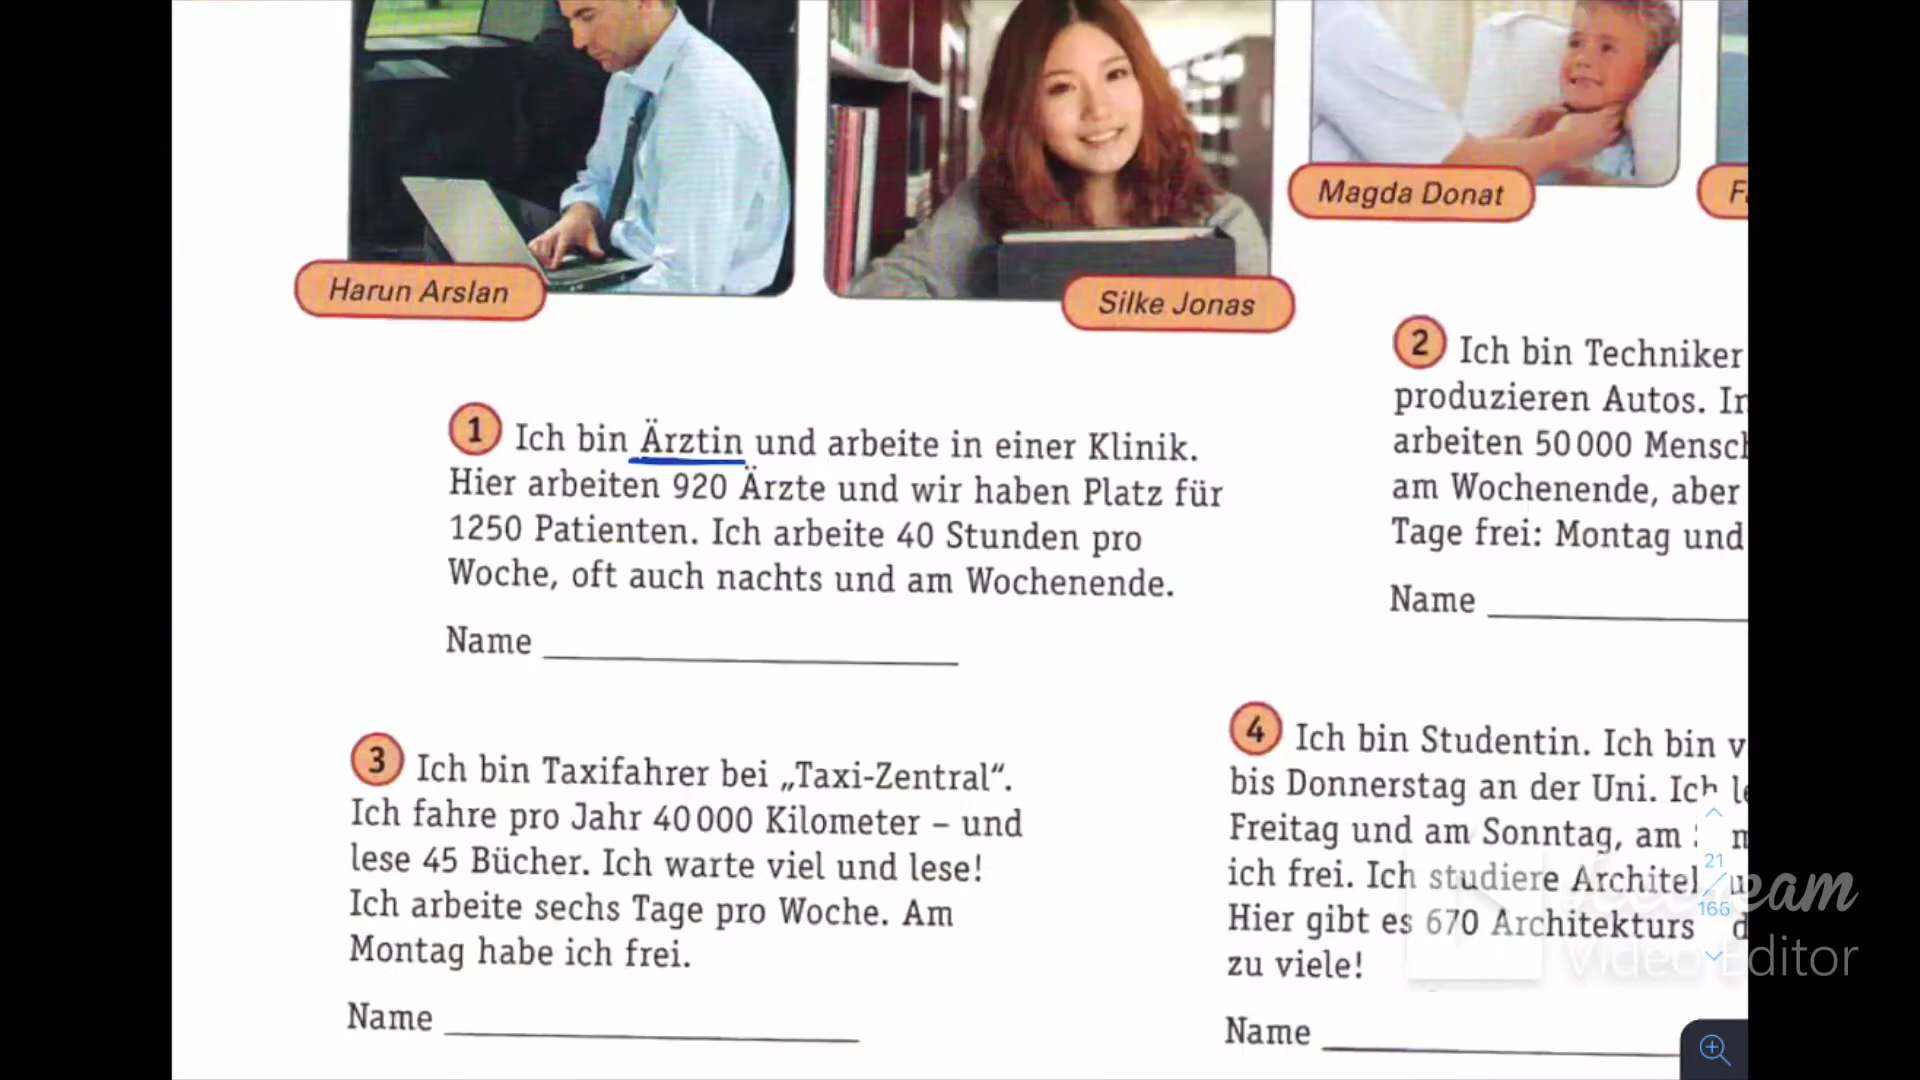 Harun Arslan
Silke Jonas
Magda Donat
1 Ich bin Ärztin und arbeite in einer Klinik.
Hier arbeiten 920 Ärzte und wir haben Platz für
1250 Patienten. Ich arbeite 40 Stunden pro
Woche, oft auch nachts und am Wochenende.
Name
2 Ich bin Techniker
produzieren Autos.
arbeiten 50 000
am Wochenende, aber
Tage frei: Montag und
Name
3 Ich bin Taxifahrer bei „Taxi-Zentral“.
Ich fahre pro Jahr 40 000 Kilometer – und
lese 45 Bücher. Ich warte viel und lese!
Ich arbeite sechs Tage pro Woche. Am
Montag habe ich frei.
Name
4 Ich bin Studentin. Ich bin
bis Donnerstag an der Uni. Ich
Freitag und am Sonntag, am
ich frei. Ich studiere
Hier gibt es 670
zu viele!
Name
21
166
Video Editor